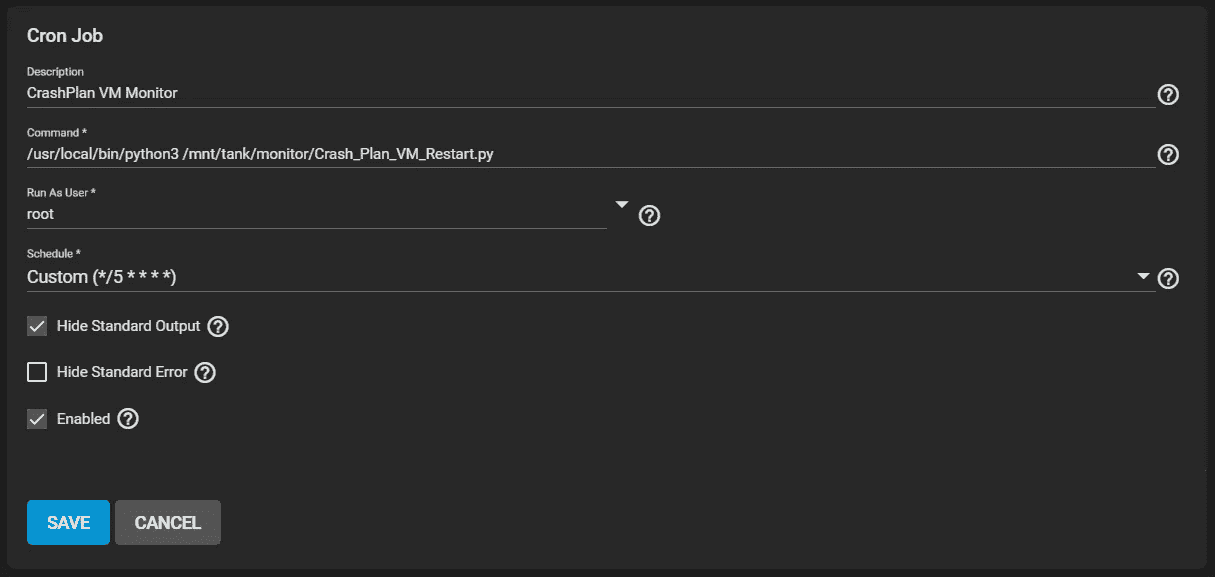 Cron Job
Description
CrashPlan VM Monitor
Command *
/usr/local/bin/python3 /mnt/tank/monitor/Crash_Plan_VM_Restart.py
Run As User *
root
Schedule *
Custom (*/5 * * * *)
Hide Standard Output
Hide Standard Error
Enabled
SAVE CANCEL